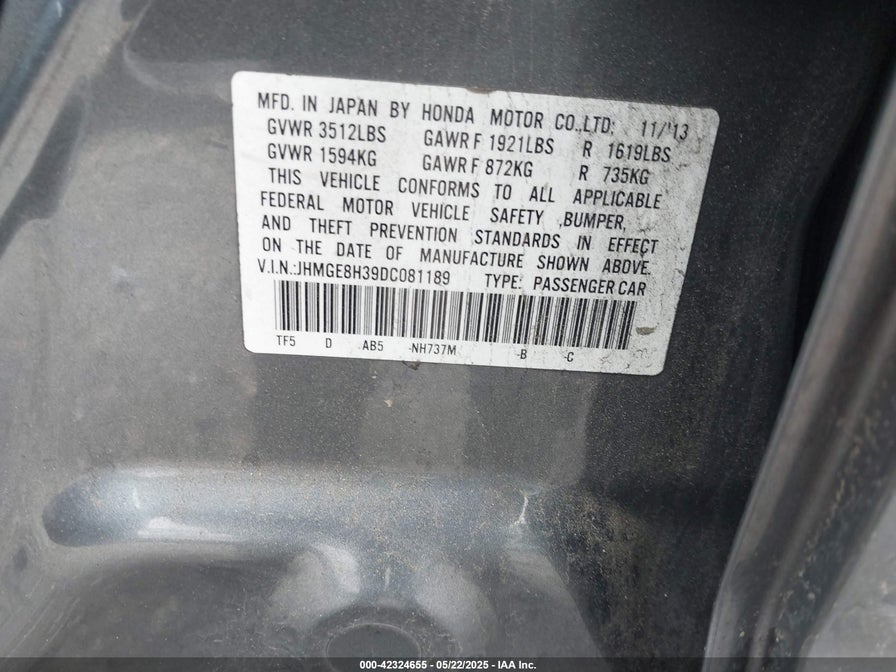 MFD. IN JAPAN BY HONDA MOTOR CO.,LTD: 11/'13
GVWR 3512LBS GAWR F 1921LBS R 1619LBS
GVWR 1594KG GAWR F 872KG R 735KG
THIS VEHICLE CONFORMS TO ALL APPLICABLE
FEDERAL MOTOR VEHICLE SAFETY ,BUMPER,
AND THEFT PREVENTION STANDARDS IN EFFECT
ON THE DATE OF MANUFACTURE SHOWN ABOVE.
V.I.N.:JHMGE8H39DC081189 TYPE: PASSENGER CAR
TF5 D AB5 -NH737M -B -C
000-42324655 - 05/22/2025 - IAA Inc.